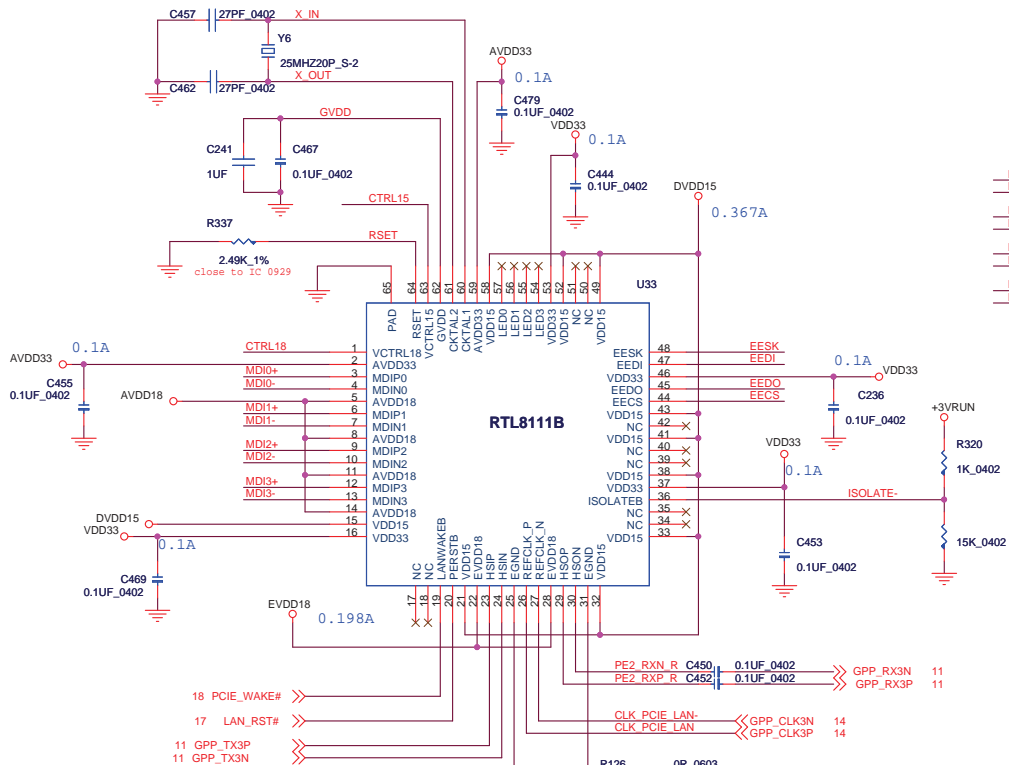 C457 27PF_0402 X_IN
Y6
25MHZ20P_S-2
C462 27PF_0402 X_OUT
AVDD33
0.1A
C479
0.1UF_0402
GVDD
C241
1UF
C467
0.1UF_0402
VDD33
0.1A
C444
0.1UF_0402
DVDD15
0.367A
CTRL15
R337
RSET
2.49K_1%
close to IC 0929
U33
65 64 63 62 61 60 59 58 57 56 55 54 53 52 51 50 49
PAD RSET VCTRL15 GVDD CKTAL2 CKTAL1 AVDD33 VDD15 LED0 LED1 LED2 LED3 VDD33 VDD15 NC NC VDD15
RTL8111B
CTRL18 1 VCTRL18
AVDD33 0.1A 2 AVDD33
MDI0+ 3 MDIP0
MDI0- 4 MDIN0
C455
0.1UF_0402
AVDD18 5 AVDD18
MDI1+ 6 MDIP1
MDI1- 7 MDIN1
8 AVDD18
MDI2+ 9 MDIP2
MDI2- 10 MDIN2
11 AVDD18
MDI3+ 12 MDIP3
MDI3- 13 MDIN3
14 AVDD18
DVDD15 15 VDD15
VDD33 0.1A 16 VDD33
C469
0.1UF_0402
EESK 48 EESK
EEDI 47 EEDI
VDD33 46 0.1A VDD33
EEDO 45 EEDO
EECS 44 EECS
C236
0.1UF_0402
VDD15 43
NC 42
VDD15 41
NC 40
NC 39
VDD15 38
VDD33 37
ISOLATEB 36 ISOLATE-
NC 35
NC 34
VDD15 33
+3VRUN
R320
1K_0402
15K_0402
VDD33
0.1A
C453
0.1UF_0402
NC NC LANWAKEB PERSTB VDD15 EVDD18 HSIP HSIN EGND REFCLK_P REFCLK_N EVDD18 HSOP HSON EGND VDD15
17 18 19 20 21 22 23 24 25 26 27 28 29 30 31 32
EVDD18
0.198A
PE2_RXN_R C450 0.1UF_0402 GPP_RX3N 11
PE2_RXP_R C452 0.1UF_0402 GPP_RX3P 11
18 PCIE_WAKE#
17 LAN_RST#
CLK_PCIE_LAN- GPP_CLK3N 14
CLK_PCIE_LAN GPP_CLK3P 14
11 GPP_TX3P
11 GPP_TX3N
R126 0R_0603